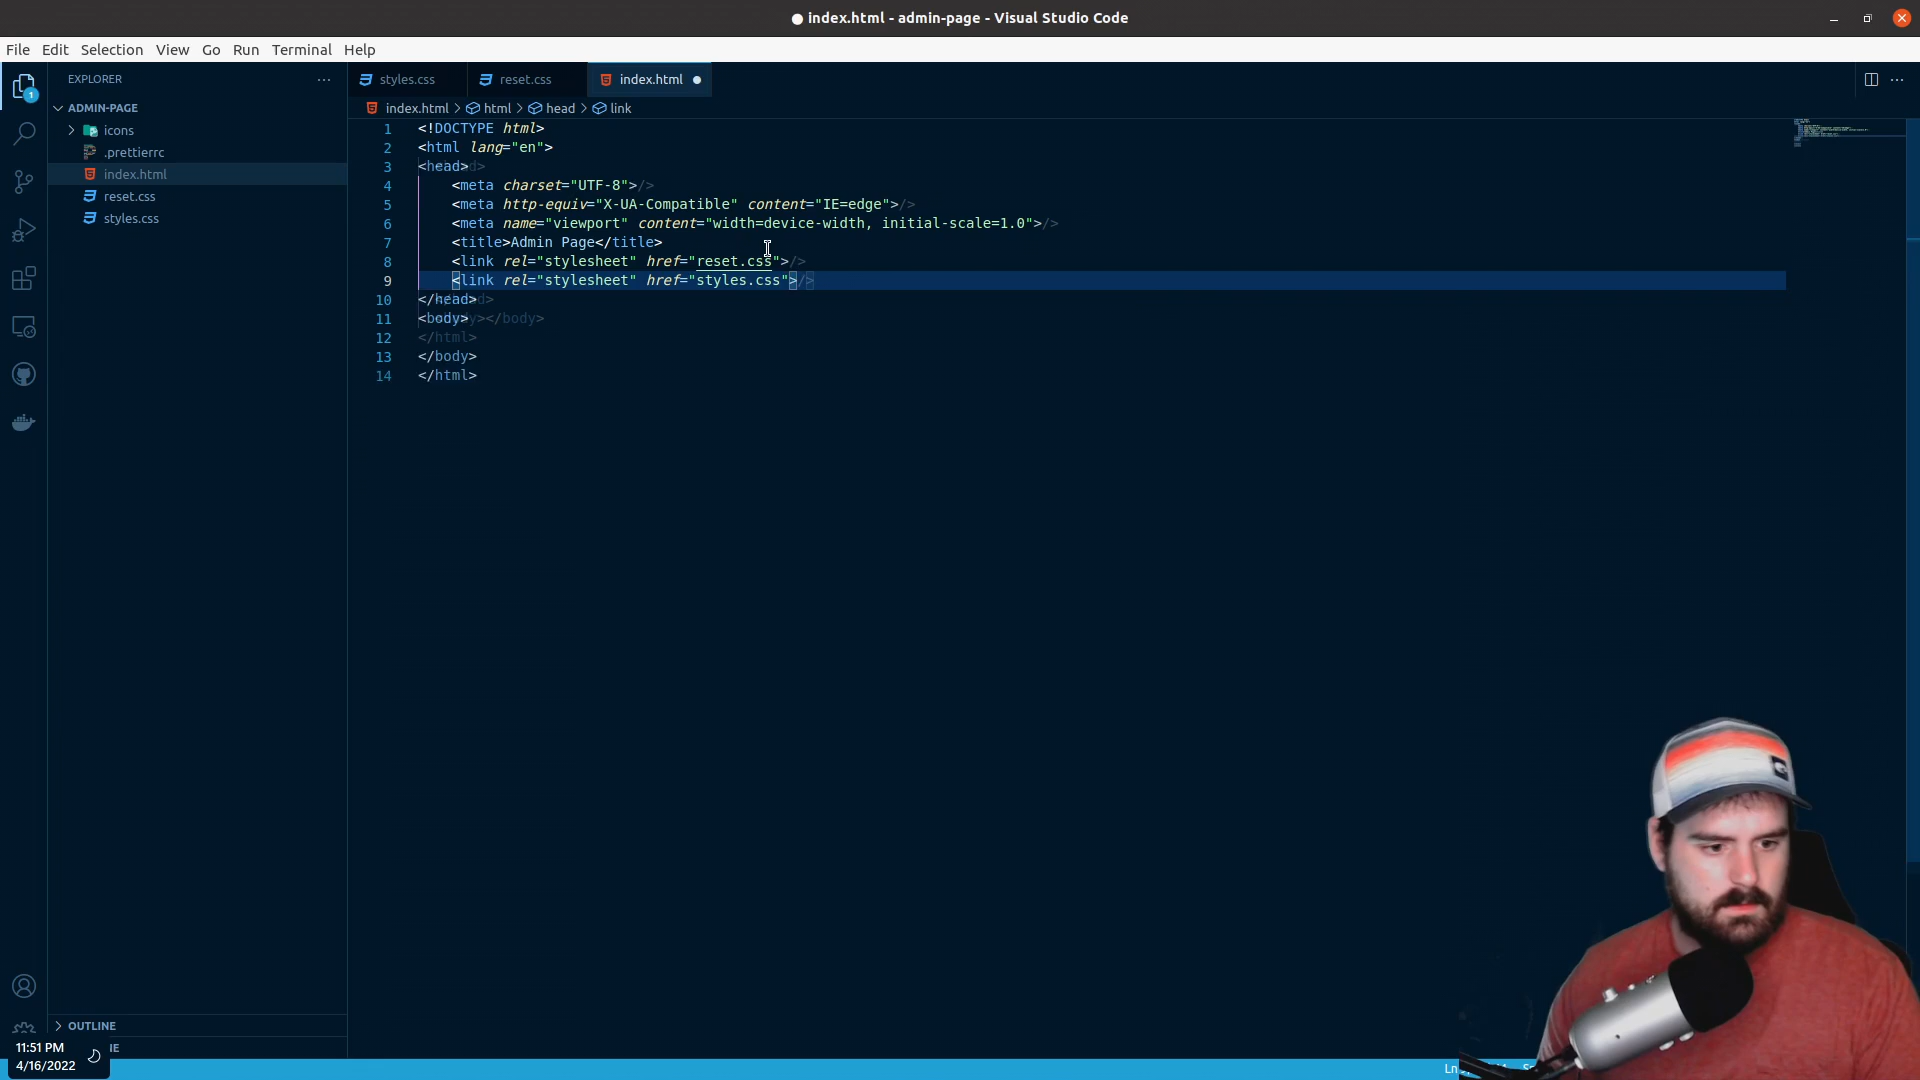 ● index.html - admin-page - Visual Studio Code
File Edit Selection View Go Run Terminal Help
EXPLORER
styles.css
reset.css
index.html
ADMIN-PAGE
index.html > html > head > link
icons
.prettierrc
index.html
reset.css
styles.css
1
1 <!DOCTYPE html>
2 <html lang="en">
3 <head>
4 <meta charset="UTF-8">/>
5 <meta http-equiv="X-UA-Compatible" content="IE=edge">/>
6 <meta name="viewport" content="width=device-width, initial-scale=1.0">/>
7 <title>Admin Page</title>
8 <link rel="stylesheet" href="reset.css">/>
9 <link rel="stylesheet" href="styles.css">/>
10 </head>
11 <body></body>
12 </html>
13 </body>
14 </html>
OUTLINE
11:51 PM
4/16/2022
Ln